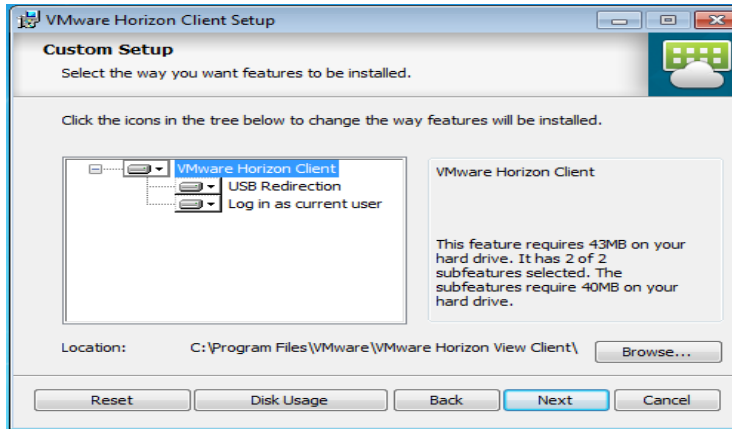 VMware Horizon Client Setup
Custom Setup
Select the way you want features to be installed.
Click the icons in the tree below to change the way features will be installed.
VMware Horizon Client
USB Redirection
Log in as current user
VMware Horizon Client
This feature requires 43MB on your
hard drive. It has 2 of 2
subfeatures selected. The
subfeatures require 40MB on your
hard drive.
Location: C:\Program Files\VMware\VMware Horizon View Client\ Browse...
Reset Disk Usage Back Next Cancel